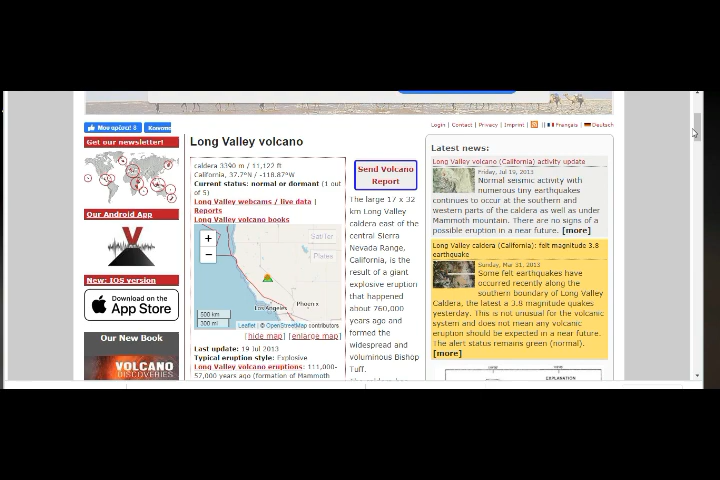 Μου αρέσει! 8
Κοινοπο
Login | Contact | Privacy | Imprint | | Français | Deutsch
Get our newsletter!
Our Android App
New: IOS version
Download on the
App Store
Our New Book
VOLCANO
DISCOVERIES
Long Valley volcano
caldera 3390 m / 11,122 ft
California, 37.7°N / -118.87°W
Current status: normal or dormant (1 out
of 5)
Long Valley webcams / live data |
Reports
Long Valley volcano books
+
−
Satellite
Plates
Los Angeles
Phoenix
500 km
300 mi
Leaflet | © OpenStreetMap contributors
[hide map] [enlarge map]
Last update: 19 Jul 2013
Typical eruption style: Explosive
Long Valley volcano eruptions: 111,000-
57,000 years ago (formation of Mammoth
Send Volcano
Report
The large 17 x 32
km Long Valley
caldera east of the
central Sierra
Nevada Range,
California, is the
result of a giant
explosive eruption
that happened
about 760,000
years ago and
formed the
widespread and
voluminous Bishop
Tuff.
Latest news:
Long Valley volcano (California) activity update
Friday, Jul 19, 2013
Normal seismic activity with
numerous tiny earthquakes
continues to occur at the southern and
western parts of the caldera as well as under
Mammoth mountain. There are no signs of a
possible eruption in a near future. [more]
Long Valley caldera (California): felt magnitude 3.8
earthquake
Sunday, Mar 31, 2013
Some felt earthquakes have
occurred recently along the
southern boundary of Long Valley
Caldera, the latest a 3.8 magnitude quakes
yesterday. This is not unusual for the volcanic
system and does not mean any volcanic
eruption should be expected in a near future.
The alert status remains green (normal).
[more]
EXPLANATION